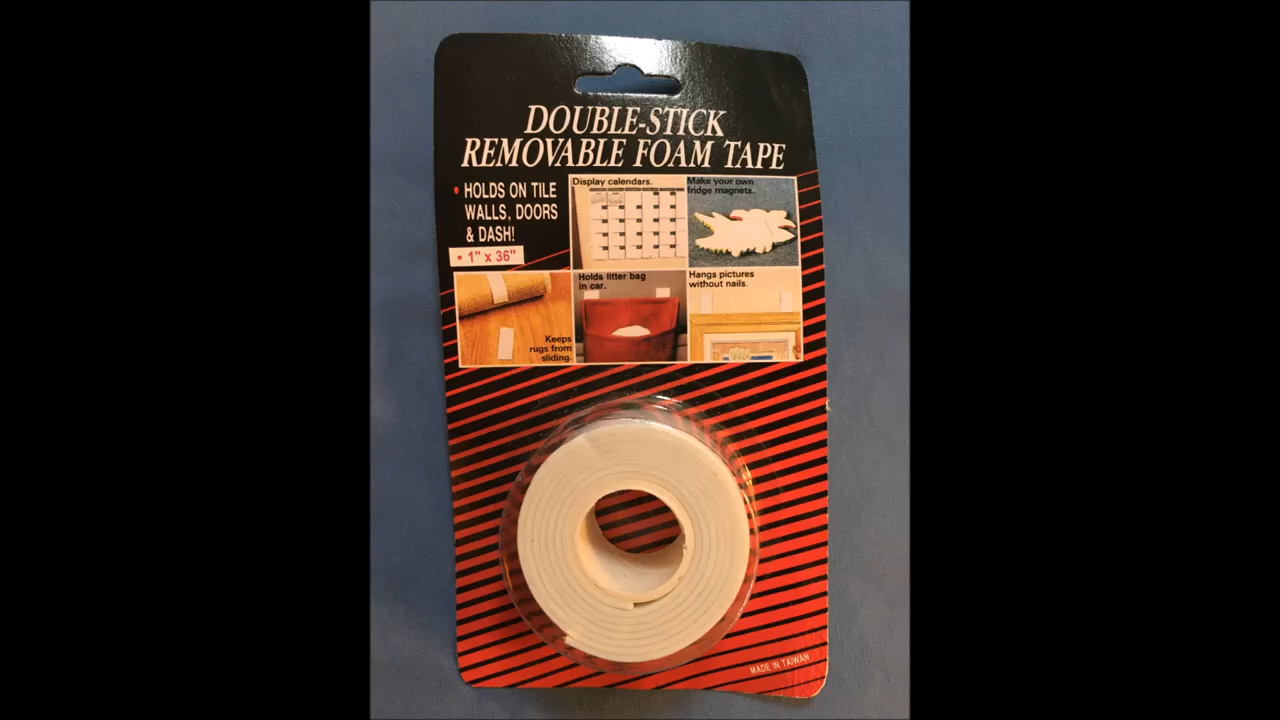 DOUBLE-STICK
REMOVABLE FOAM TAPE
• HOLDS ON TILE
WALLS, DOORS
& DASH!
• 1" x 36"
Display calendars.
Make your own
fridge magnets.
Keeps
rugs from
sliding.
Holds litter bag
in car.
Hangs pictures
without nails.
MADE IN TAIWAN